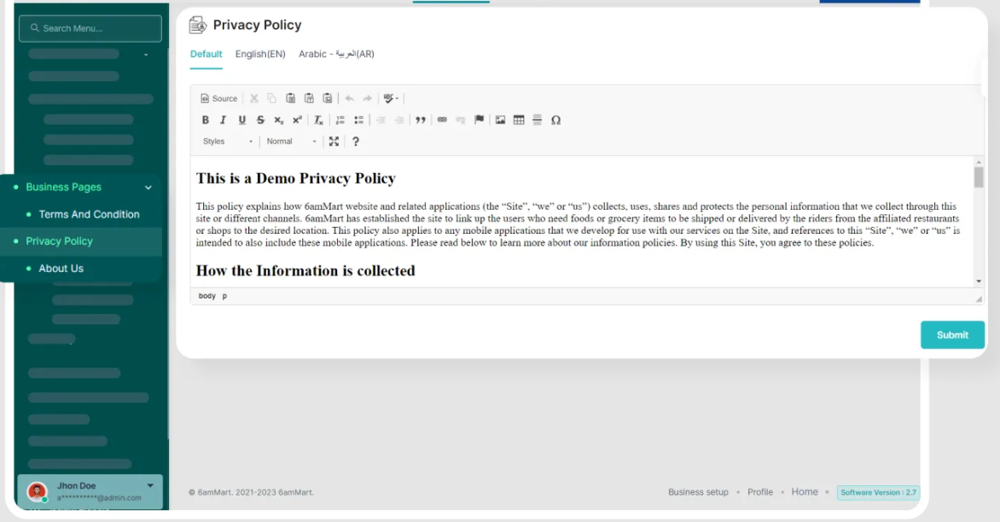 Search Menu...
Business Pages
Terms And Condition
Privacy Policy
About Us
Jhon Doe
a**********@admin.com
Privacy Policy
Default English(EN) Arabic - العربية(AR)
Source
Styles Normal ?
This is a Demo Privacy Policy
This policy explains how 6amMart website and related applications (the “Site”, “we” or “us”) collects, uses, shares and protects the personal information that we collect through this
site or different channels. 6amMart has established the site to link up the users who need foods or grocery items to be shipped or delivered by the riders from the affiliated restaurants
or shops to the desired location. This policy also applies to any mobile applications that we develop for use with our services on the Site, and references to this “Site”, “we” or “us” is
intended to also include these mobile applications. Please read below to learn more about our information policies. By using this Site, you agree to these policies.
How the Information is collected
body p
Submit
© 6amMart. 2021-2023 6amMart.
Business setup • Profile • Home • Software Version : 2.7